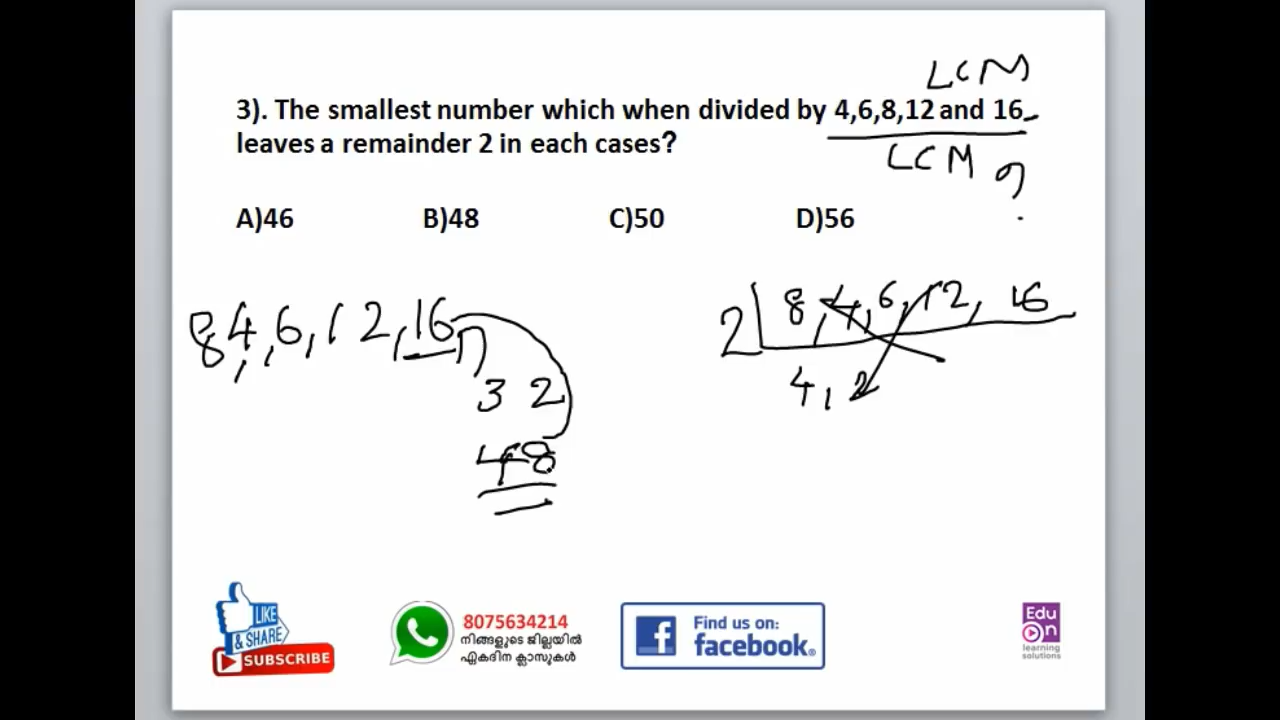 LCM
3). The smallest number which when divided by 4,6,8,12 and 16
leaves a remainder 2 in each cases?
LCM ?
A)46 B)48 C)50 D)56
8 4, 6, 12, 16
32
48
2 8, 4, 6, 12, 16
4, 2
LIKE
& SHARE
SUBSCRIBE
8075634214
നിങ്ങളുടെ ജില്ലയിൽ
ഏകദിന ക്ലാസുകൾ
Find us on:
facebook®
Edu
On
learning
solutions